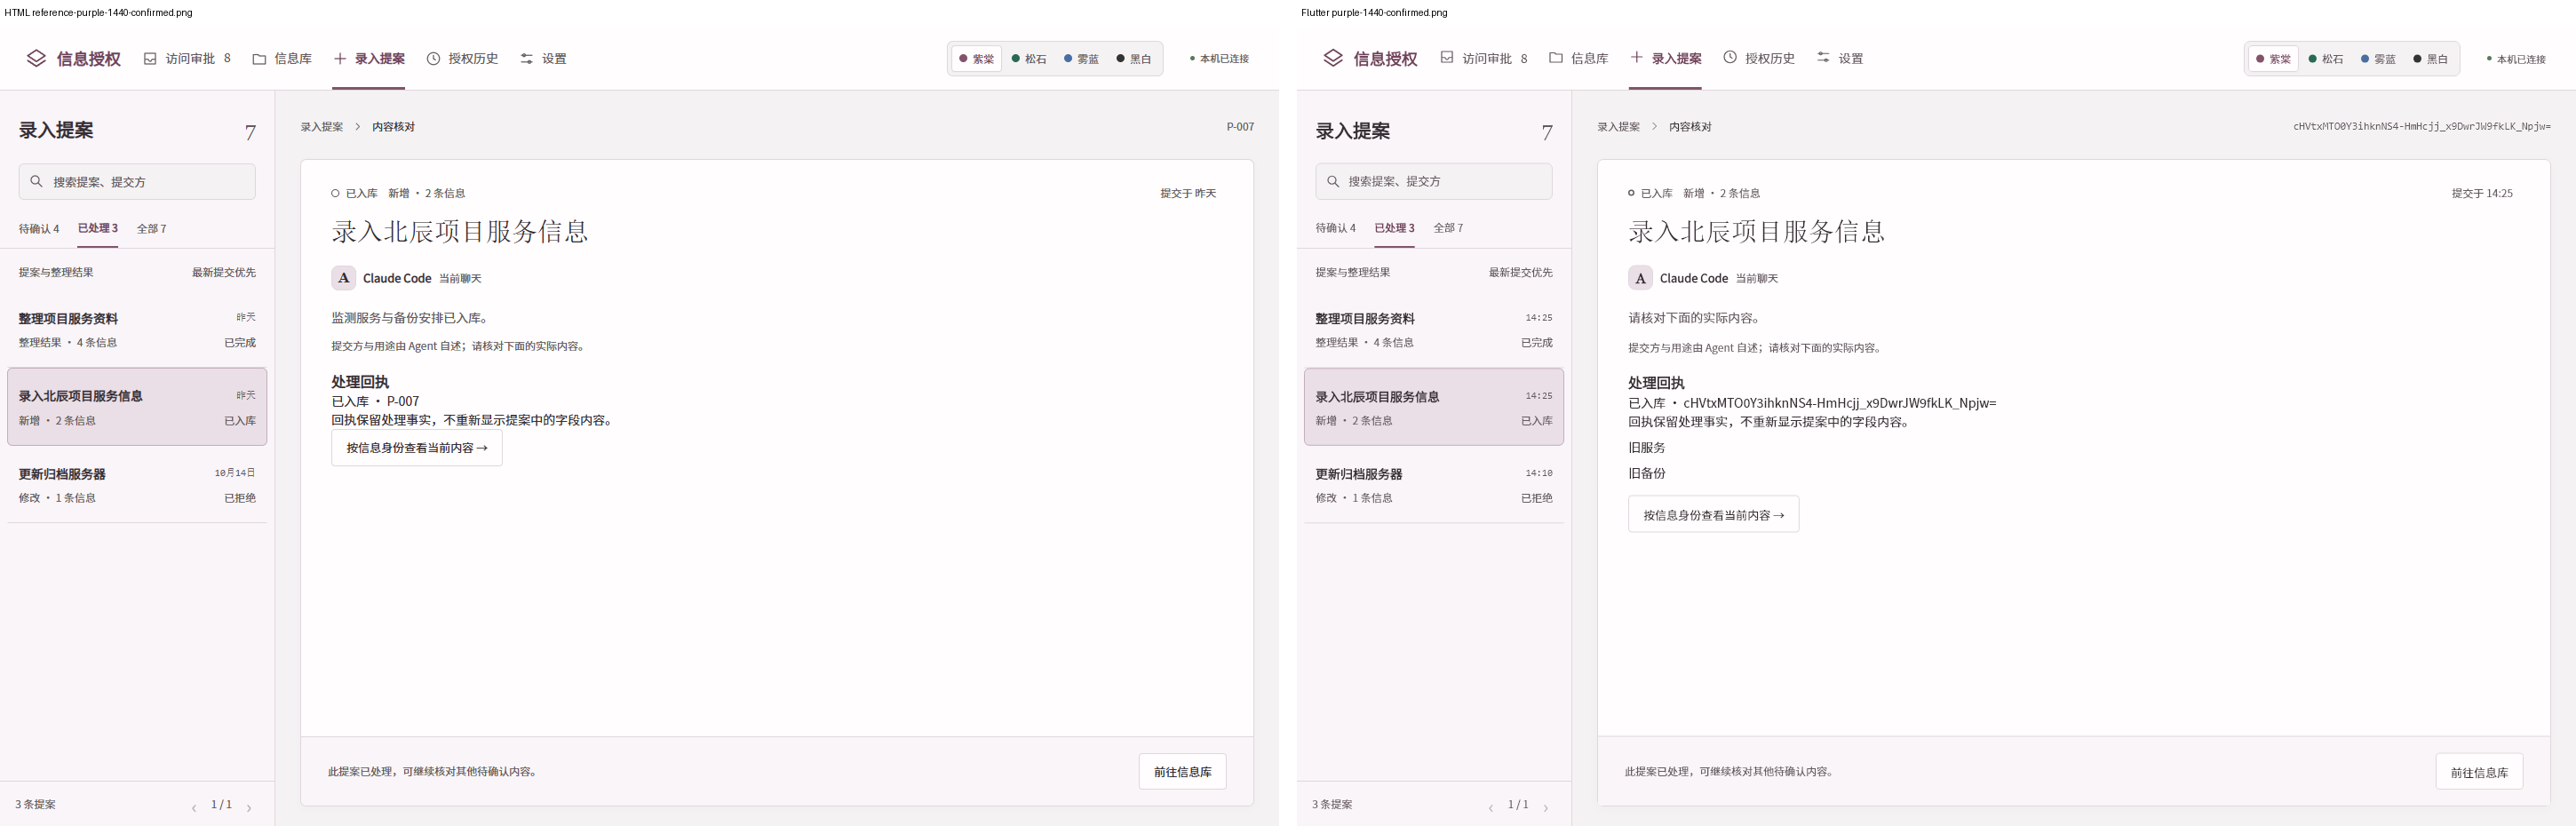 HTML reference-purple-1440-confirmed.png
信息授权 访问审批 8 信息库 录入提案 授权历史 设置 紫棠 松石 雾蓝 黑白 本机已连接
录入提案 7
搜索提案、提交方
待确认 4 已处理 3 全部 7
提案与整理结果 最新提交优先
整理项目服务资料 昨天
整理结果 · 4 条信息 已完成
录入北辰项目服务信息 昨天
新增 · 2 条信息 已入库
更新归档服务器 10月14日
修改 · 1 条信息 已拒绝
3 条提案 ‹ 1 / 1 ›
录入提案 > 内容核对 P-007
已入库 新增 · 2 条信息 提交于 昨天
录入北辰项目服务信息
A Claude Code 当前聊天
监测服务与备份安排已入库。
提交方与用途由 Agent 自述；请核对下面的实际内容。
处理回执
已入库 · P-007
回执保留处理事实，不重新显示提案中的字段内容。
按信息身份查看当前内容 →
此提案已处理，可继续核对其他待确认内容。 前往信息库
Flutter purple-1440-confirmed.png
信息授权 访问审批 8 信息库 录入提案 授权历史 设置 紫棠 松石 雾蓝 黑白 本机已连接
录入提案 7
搜索提案、提交方
待确认 4 已处理 3 全部 7
提案与整理结果 最新提交优先
整理项目服务资料 14:25
整理结果 · 4 条信息 已完成
录入北辰项目服务信息 14:25
新增 · 2 条信息 已入库
更新归档服务器 14:10
修改 · 1 条信息 已拒绝
3 条提案 ‹ 1 / 1 ›
录入提案 > 内容核对 cHVtxMTO0Y3ihknNS4-HmHcjj_x9DwrJW9fkLK_Npjw=
已入库 新增 · 2 条信息 提交于 14:25
录入北辰项目服务信息
A Claude Code 当前聊天
请核对下面的实际内容。
提交方与用途由 Agent 自述；请核对下面的实际内容。
处理回执
已入库 · cHVtxMTO0Y3ihknNS4-HmHcjj_x9DwrJW9fkLK_Npjw=
回执保留处理事实，不重新显示提案中的字段内容。
旧服务
旧备份
按信息身份查看当前内容 →
此提案已处理，可继续核对其他待确认内容。 前往信息库